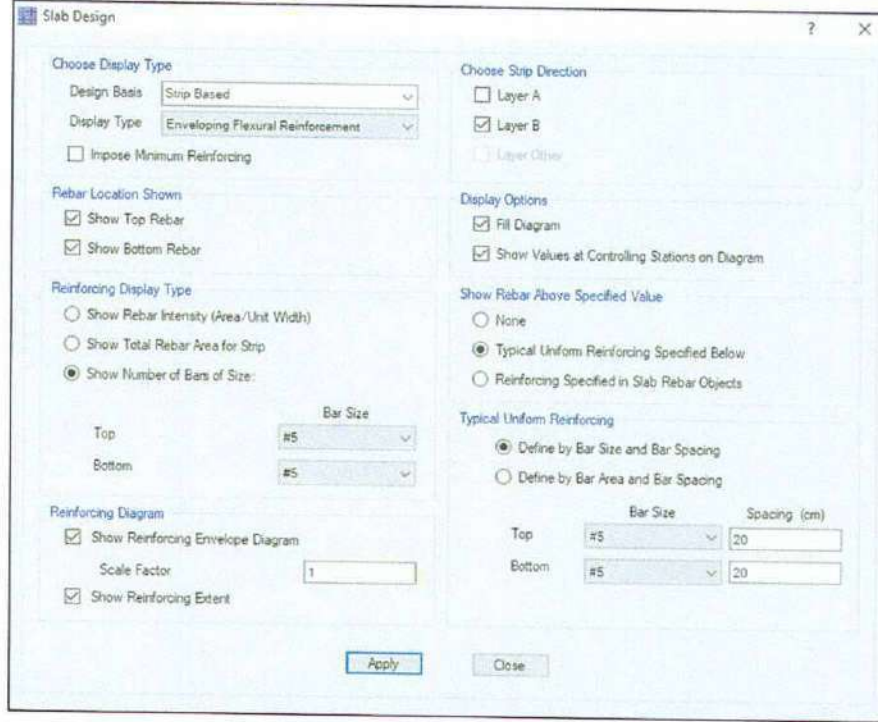 Slab Design
? ×
Choose Display Type
Design Basis Strip Based
Display Type Enveloping Flexural Reinforcement
Impose Minimum Reinforcing
Rebar Location Shown
Show Top Rebar
Show Bottom Rebar
Reinforcing Display Type
Show Rebar Intensity (Area/Unit Width)
Show Total Rebar Area for Strip
Show Number of Bars of Size:
Bar Size
Top #5
Bottom #5
Reinforcing Diagram
Show Reinforcing Envelope Diagram
Scale Factor 1
Show Reinforcing Extent
Choose Strip Direction
Layer A
Layer B
Layer Other
Display Options
Fill Diagram
Show Values at Controlling Stations on Diagram
Show Rebar Above Specified Value
None
Typical Uniform Reinforcing Specified Below
Reinforcing Specified in Slab Rebar Objects
Typical Uniform Reinforcing
Define by Bar Size and Bar Spacing
Define by Bar Area and Bar Spacing
Bar Size Spacing (cm)
Top #5 20
Bottom #5 20
Apply Close